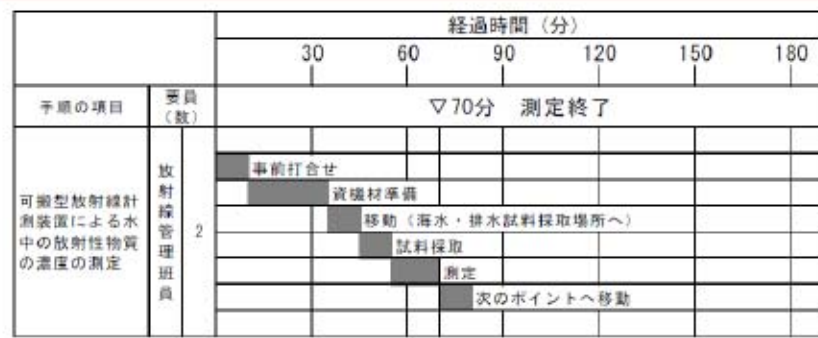 経過時間（分）
30 60 90 120 150 180
手順の項目
要員
（数）
▽70分 測定終了
可搬型放射線計
測装置による水
中の放射性物質
の濃度の測定
放射線管理班員
2
事前打合せ
資機材準備
移動（海水・排水試料採取場所へ）
試料採取
測定
次のポイントへ移動